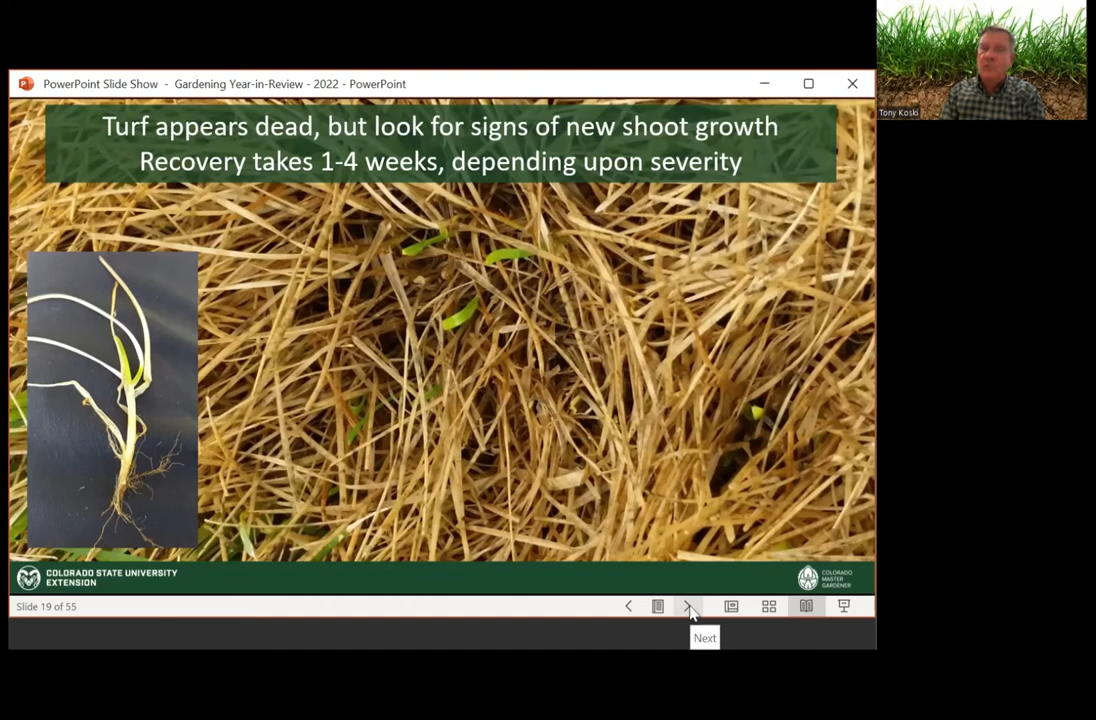 PowerPoint Slide Show - Gardening Year-in-Review - 2022 - PowerPoint
Turf appears dead, but look for signs of new shoot growth
Recovery takes 1-4 weeks, depending upon severity
Tony Koski
COLORADO STATE UNIVERSITY
EXTENSION
COLORADO
MASTER
GARDENER
Slide 19 of 55
Next